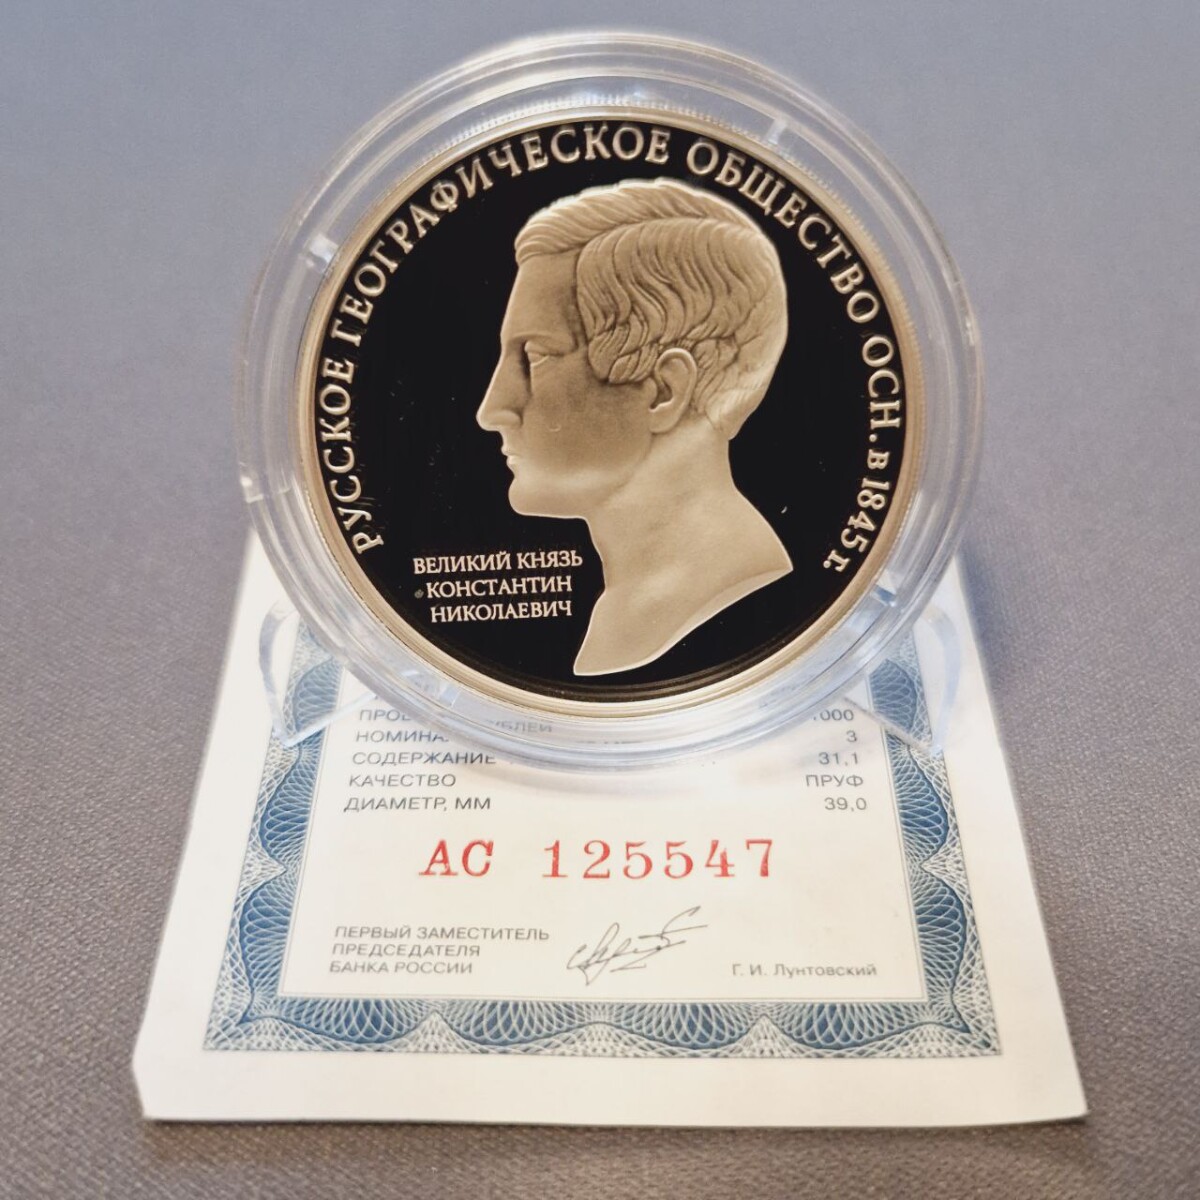 РУССКОЕ ГЕОГРАФИЧЕСКОЕ ОБЩЕСТВО ОСН. в 1845 г.
ВЕЛИКИЙ КНЯЗЬ
КОНСТАНТИН
НИКОЛАЕВИЧ
3
СОДЕРЖАНИЕ 31,1
КАЧЕСТВО ПРУФ
ДИАМЕТР, ММ 39,0
АС 125547
ПЕРВЫЙ ЗАМЕСТИТЕЛЬ
ПРЕДСЕДАТЕЛЯ
БАНКА РОССИИ
Г. И. Лунтовский